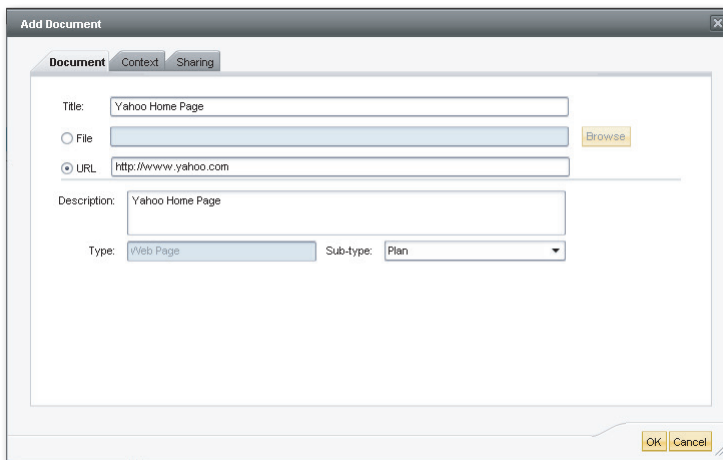 Add Document
Document Context Sharing
Title: Yahoo Home Page
File Browse
URL http://www.yahoo.com
Description: Yahoo Home Page
Type: Web Page Sub-type: Plan
OK Cancel